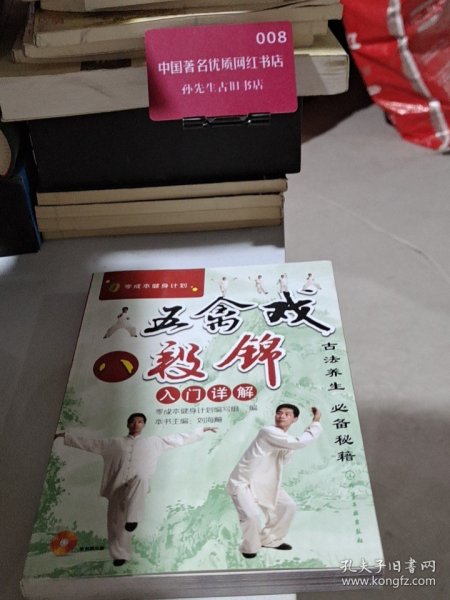 008
中国著名优质网红书店
孙先生古旧书店
零成本健身计划
五禽戏
八段锦
入门详解
零成本健身计划编写组 编
本书主编 刘海瀚
古法养生 必备秘籍
孔夫子旧书网
www.kongfz.com